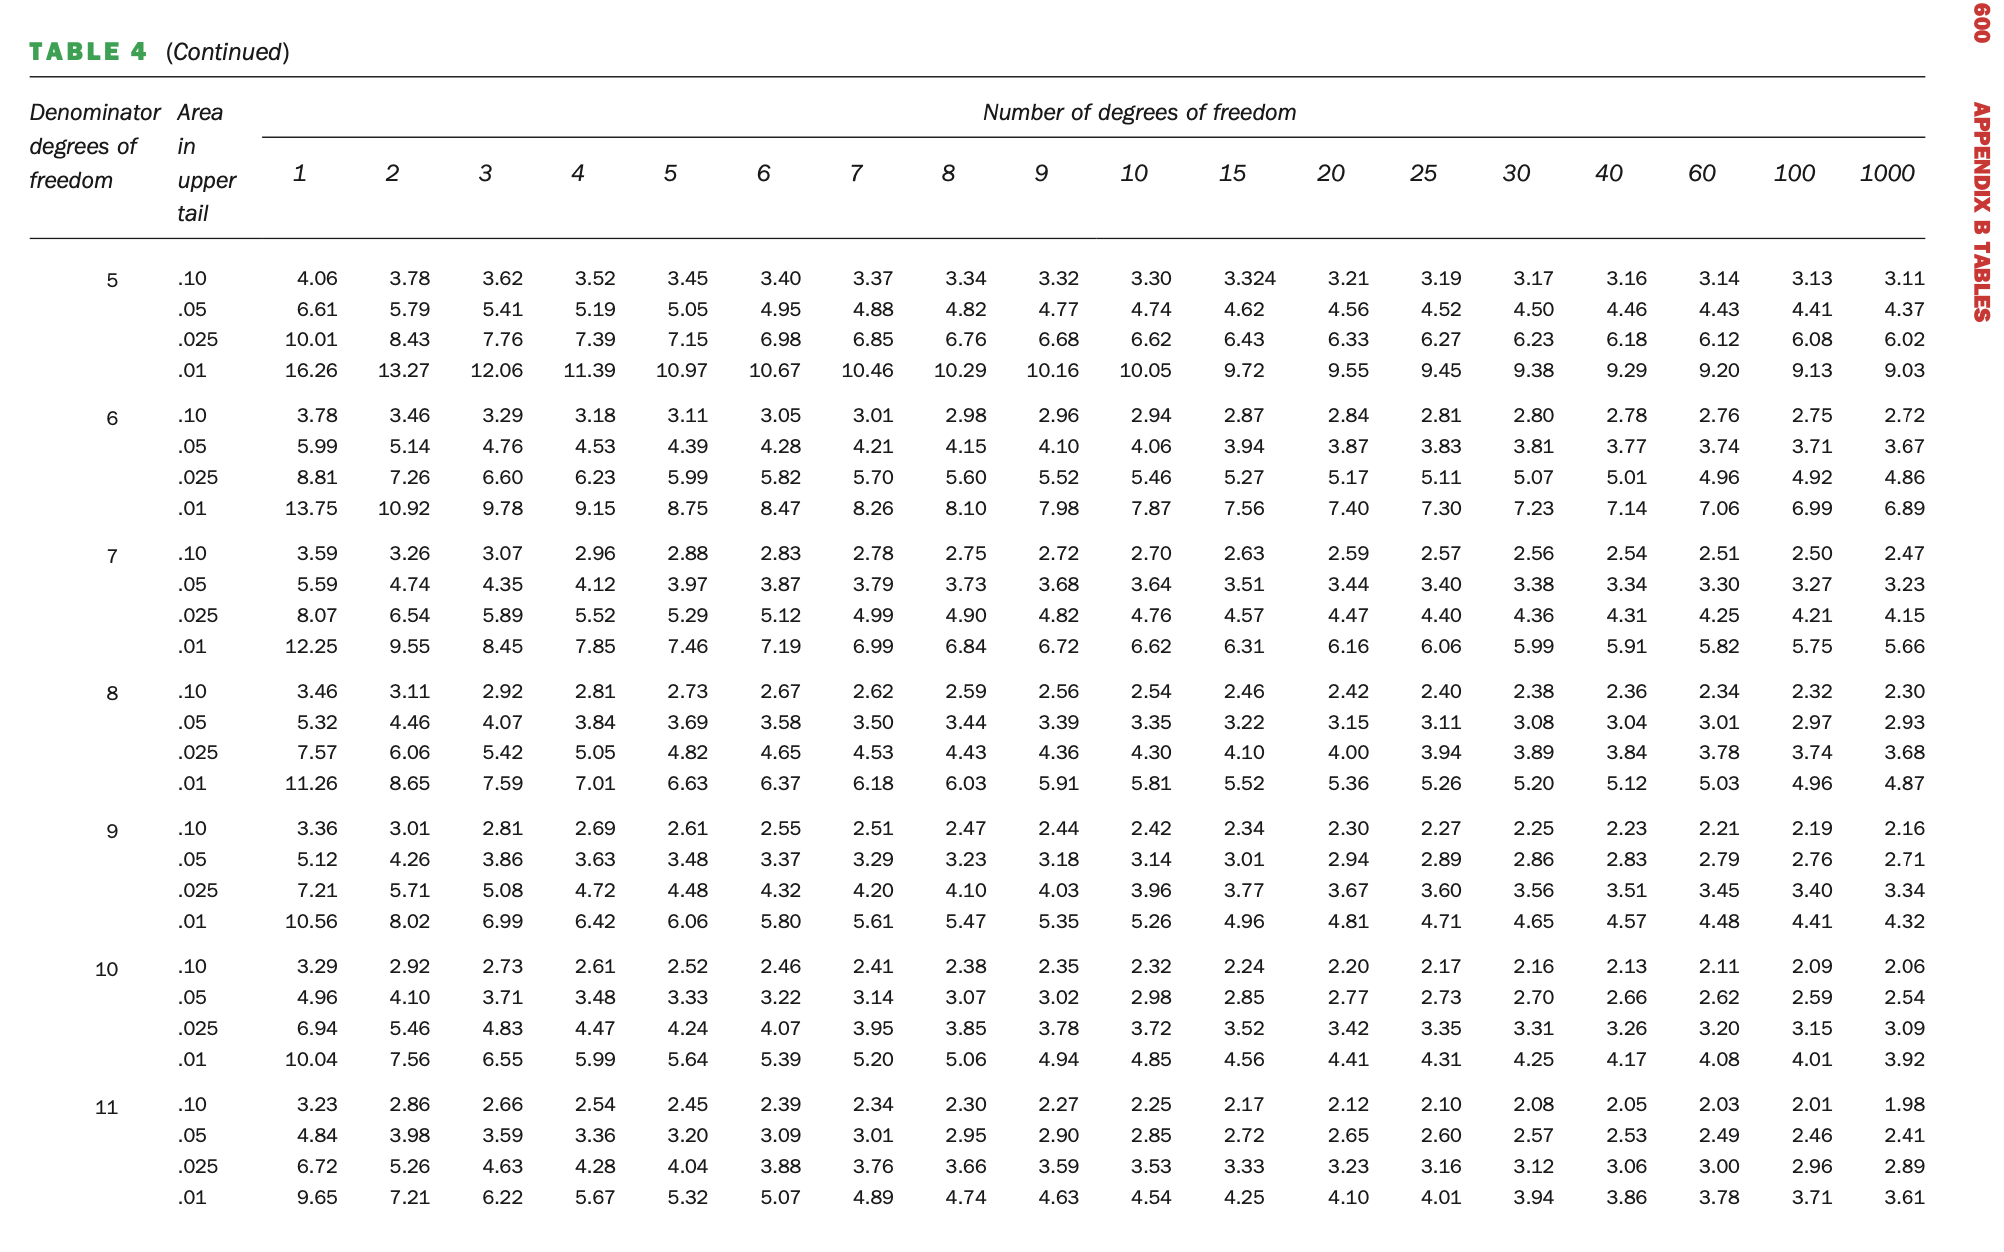 TABLE 4 (Continued)
Denominator degrees of freedom Area in upper tail Number of degrees of freedom
1 2 3 4 5 6 7 8 9 10 15 20 25 30 40 60 100 1000
5 .10 4.06 3.78 3.62 3.52 3.45 3.40 3.37 3.34 3.32 3.30 3.324 3.21 3.19 3.17 3.16 3.14 3.13 3.11
.05 6.61 5.79 5.41 5.19 5.05 4.95 4.88 4.82 4.77 4.74 4.62 4.56 4.52 4.50 4.46 4.43 4.41 4.37
.025 10.01 8.43 7.76 7.39 7.15 6.98 6.85 6.76 6.68 6.62 6.43 6.33 6.27 6.23 6.18 6.12 6.08 6.02
.01 16.26 13.27 12.06 11.39 10.97 10.67 10.46 10.29 10.16 10.05 9.72 9.55 9.45 9.38 9.29 9.20 9.13 9.03
6 .10 3.78 3.46 3.29 3.18 3.11 3.05 3.01 2.98 2.96 2.94 2.87 2.84 2.81 2.80 2.78 2.76 2.75 2.72
.05 5.99 5.14 4.76 4.53 4.39 4.28 4.21 4.15 4.10 4.06 3.94 3.87 3.83 3.81 3.77 3.74 3.71 3.67
.025 8.81 7.26 6.60 6.23 5.99 5.82 5.70 5.60 5.52 5.46 5.27 5.17 5.11 5.07 5.01 4.96 4.92 4.86
.01 13.75 10.92 9.78 9.15 8.75 8.47 8.26 8.10 7.98 7.87 7.56 7.40 7.30 7.23 7.14 7.06 6.99 6.89
7 .10 3.59 3.26 3.07 2.96 2.88 2.83 2.78 2.75 2.72 2.70 2.63 2.59 2.57 2.56 2.54 2.51 2.50 2.47
.05 5.59 4.74 4.35 4.12 3.97 3.87 3.79 3.73 3.68 3.64 3.51 3.44 3.40 3.38 3.34 3.30 3.27 3.23
.025 8.07 6.54 5.89 5.52 5.29 5.12 4.99 4.90 4.82 4.76 4.57 4.47 4.40 4.36 4.31 4.25 4.21 4.15
.01 12.25 9.55 8.45 7.85 7.46 7.19 6.99 6.84 6.72 6.62 6.31 6.16 6.06 5.99 5.91 5.82 5.75 5.66
8 .10 3.46 3.11 2.92 2.81 2.73 2.67 2.62 2.59 2.56 2.54 2.46 2.42 2.40 2.38 2.36 2.34 2.32 2.30
.05 5.32 4.46 4.07 3.84 3.69 3.58 3.50 3.44 3.39 3.35 3.22 3.15 3.11 3.08 3.04 3.01 2.97 2.93
.025 7.57 6.06 5.42 5.05 4.82 4.65 4.53 4.43 4.36 4.30 4.10 4.00 3.94 3.89 3.84 3.78 3.74 3.68
.01 11.26 8.65 7.59 7.01 6.63 6.37 6.18 6.03 5.91 5.81 5.52 5.36 5.26 5.20 5.12 5.03 4.96 4.87
9 .10 3.36 3.01 2.81 2.69 2.61 2.55 2.51 2.47 2.44 2.42 2.34 2.30 2.27 2.25 2.23 2.21 2.19 2.16
.05 5.12 4.26 3.86 3.63 3.48 3.37 3.29 3.23 3.18 3.14 3.01 2.94 2.89 2.86 2.83 2.79 2.76 2.71
.025 7.21 5.71 5.08 4.72 4.48 4.32 4.20 4.10 4.03 3.96 3.77 3.67 3.60 3.56 3.51 3.45 3.40 3.34
.01 10.56 8.02 6.99 6.42 6.06 5.80 5.61 5.47 5.35 5.26 4.96 4.81 4.71 4.65 4.57 4.48 4.41 4.32
10 .10 3.29 2.92 2.73 2.61 2.52 2.46 2.41 2.38 2.35 2.32 2.24 2.20 2.17 2.16 2.13 2.11 2.09 2.06
.05 4.96 4.10 3.71 3.48 3.33 3.22 3.14 3.07 3.02 2.98 2.85 2.77 2.73 2.70 2.66 2.62 2.59 2.54
.025 6.94 5.46 4.83 4.47 4.24 4.07 3.95 3.85 3.78 3.72 3.52 3.42 3.35 3.31 3.26 3.20 3.15 3.09
.01 10.04 7.56 6.55 5.99 5.64 5.39 5.20 5.06 4.94 4.85 4.56 4.41 4.31 4.25 4.17 4.08 4.01 3.92
11 .10 3.23 2.86 2.66 2.54 2.45 2.39 2.34 2.30 2.27 2.25 2.17 2.12 2.10 2.08 2.05 2.03 2.01 1.98
.05 4.84 3.98 3.59 3.36 3.20 3.09 3.01 2.95 2.90 2.85 2.72 2.65 2.60 2.57 2.53 2.49 2.46 2.41
.025 6.72 5.26 4.63 4.28 4.04 3.88 3.76 3.66 3.59 3.53 3.33 3.23 3.16 3.12 3.06 3.00 2.96 2.89
.01 9.65 7.21 6.22 5.67 5.32 5.07 4.89 4.74 4.63 4.54 4.25 4.10 4.01 3.94 3.86 3.78 3.71 3.61
600 APPENDIX B TABLES